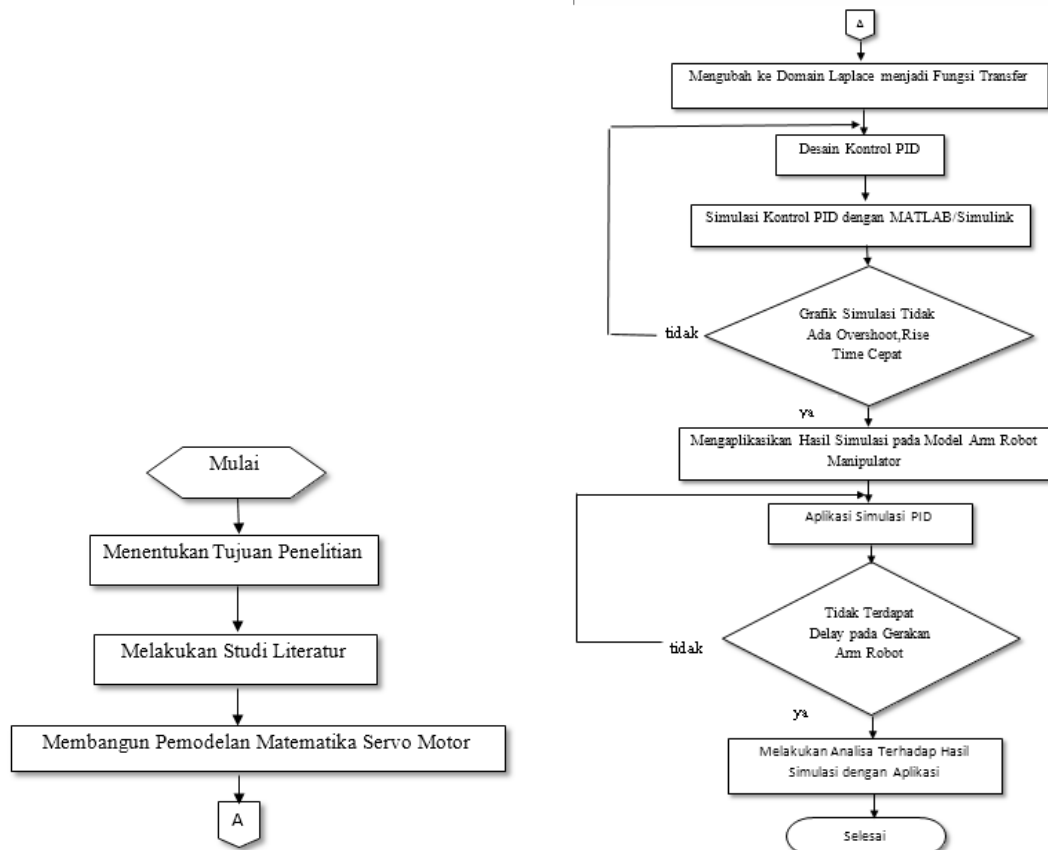 Mulai
Menentukan Tujuan Penelitian
Melakukan Studi Literatur
Membangun Pemodelan Matematika Servo Motor
A
A
Mengubah ke Domain Laplace menjadi Fungsi Transfer
Desain Kontrol PID
Simulasi Kontrol PID dengan MATLAB/Simulink
Grafik Simulasi Tidak
Ada Overshoot,Rise
Time Cepat
tidak
ya
Mengaplikasikan Hasil Simulasi pada Model Arm Robot
Manipulator
Aplikasi Simulasi PID
Tidak Terdapat
Delay pada Gerakan
Arm Robot
tidak
ya
Melakukan Analisa Terhadap Hasil
Simulasi dengan Aplikasi
Selesai